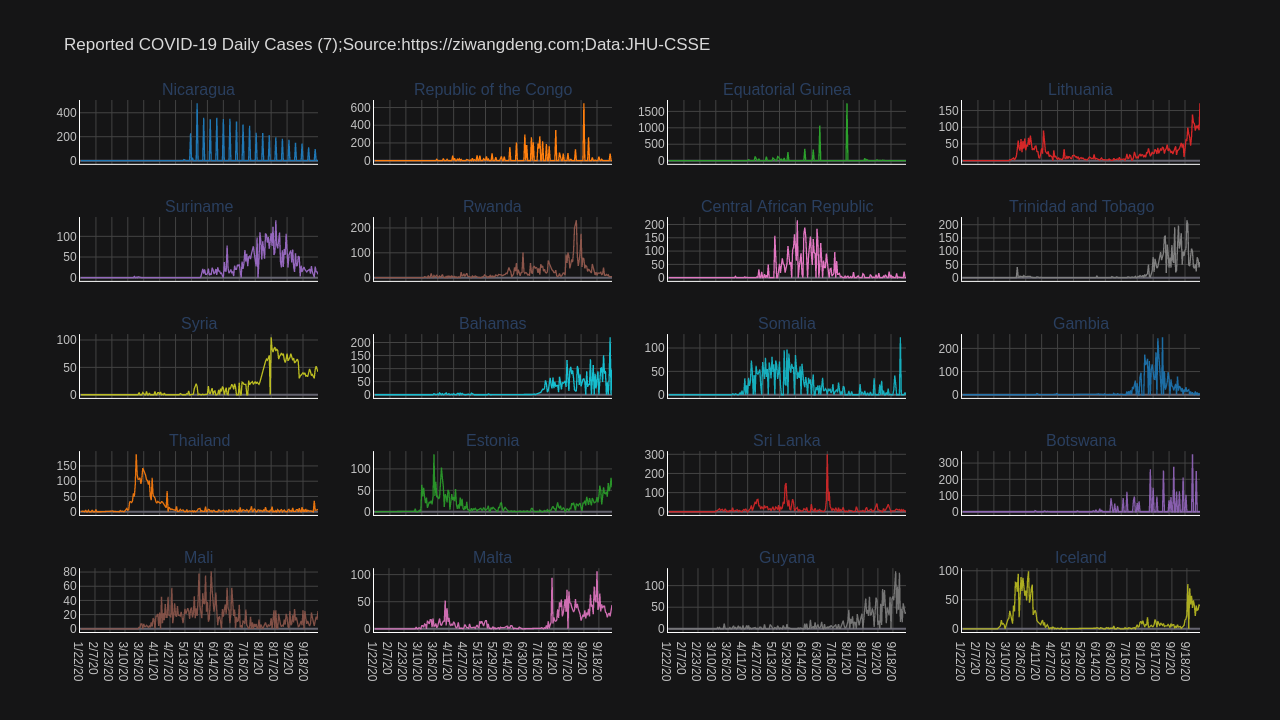 Reported COVID-19 Daily Cases (7);Source:https://ziwangdeng.com;Data:JHU-CSSE
Nicaragua
Republic of the Congo
Equatorial Guinea
Lithuania
400
200
0
600
400
200
0
1500
1000
500
0
150
100
50
0
Suriname
Rwanda
Central African Republic
Trinidad and Tobago
100
50
0
200
100
0
200
150
100
50
0
200
150
100
50
0
Syria
Bahamas
Somalia
Gambia
100
50
0
200
150
100
50
0
100
50
0
200
100
0
Thailand
Estonia
Sri Lanka
Botswana
150
100
50
0
100
50
0
300
200
100
0
300
200
100
0
Mali
Malta
Guyana
Iceland
80
60
40
20
0
100
50
0
100
50
0
100
50
0
1/22/20 2/7/20 2/23/20 3/10/20 3/26/20 4/11/20 4/27/20 5/13/20 5/29/20 6/14/20 6/30/20 7/16/20 8/1/20 8/17/20 9/2/20 9/18/20
1/22/20 2/7/20 2/23/20 3/10/20 3/26/20 4/11/20 4/27/20 5/13/20 5/29/20 6/14/20 6/30/20 7/16/20 8/1/20 8/17/20 9/2/20 9/18/20
1/22/20 2/7/20 2/23/20 3/10/20 3/26/20 4/11/20 4/27/20 5/13/20 5/29/20 6/14/20 6/30/20 7/16/20 8/1/20 8/17/20 9/2/20 9/18/20
1/22/20 2/7/20 2/23/20 3/10/20 3/26/20 4/11/20 4/27/20 5/13/20 5/29/20 6/14/20 6/30/20 7/16/20 8/1/20 8/17/20 9/2/20 9/18/20